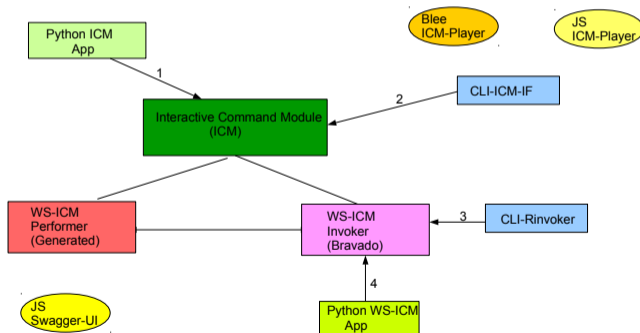 Blee
ICM-Player
JS
ICM-Player
Python ICM
App
1
2
CLI-ICM-IF
Interactive Command Module
(ICM)
WS-ICM
Performer
(Generated)
WS-ICM
Invoker
(Bravado)
3
CLI-Rinvoker
4
JS
Swagger-UI
Python WS-ICM
App